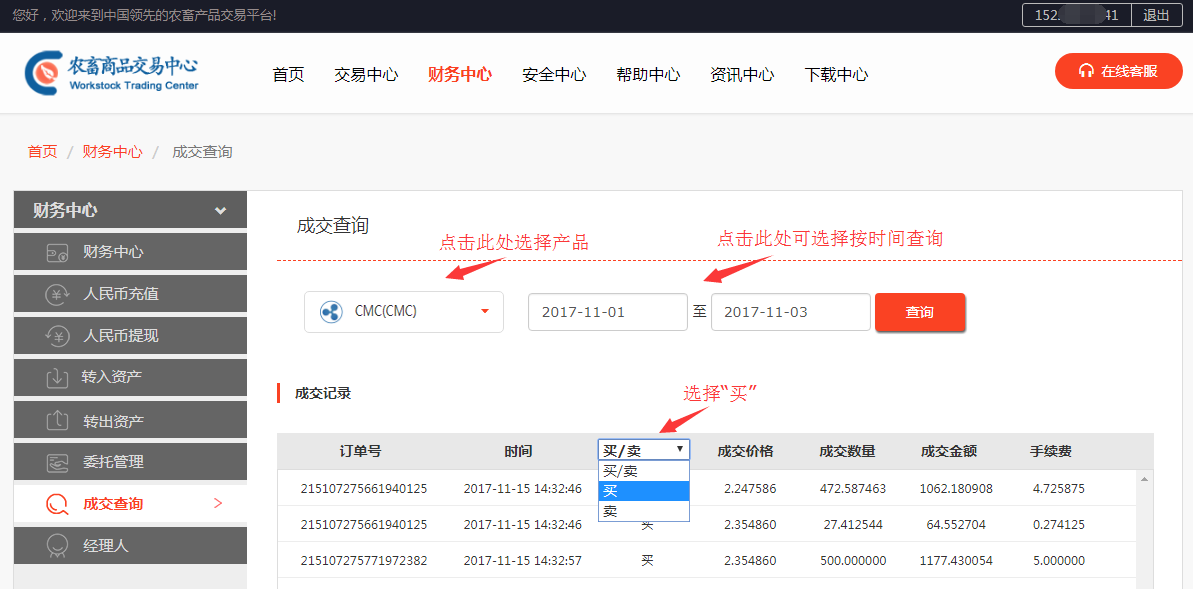 您好，欢迎来到中国领先的农畜产品交易平台!
152 41 退出
农畜商品交易中心
Workstock Trading Center
首页 交易中心 财务中心 安全中心 帮助中心 资讯中心 下载中心
在线客服
首页 / 财务中心 / 成交查询
财务中心
财务中心
人民币充值
人民币提现
转入资产
转出资产
委托管理
成交查询 >
经理人
成交查询
点击此处选择产品
点击此处可选择按时间查询
CMC(CMC) 2017-11-01 至 2017-11-03 查询
成交记录
选择“买”
订单号 时间 买/卖 成交价格 成交数量 成交金额 手续费
买/卖
买
卖
215107275661940125 2017-11-15 14:32:46 2.247586 472.587463 1062.180908 4.725875
215107275661940125 2017-11-15 14:32:46 买 2.354860 27.412544 64.552704 0.274125
215107275771972382 2017-11-15 14:32:57 买 2.354860 500.000000 1177.430054 5.000000